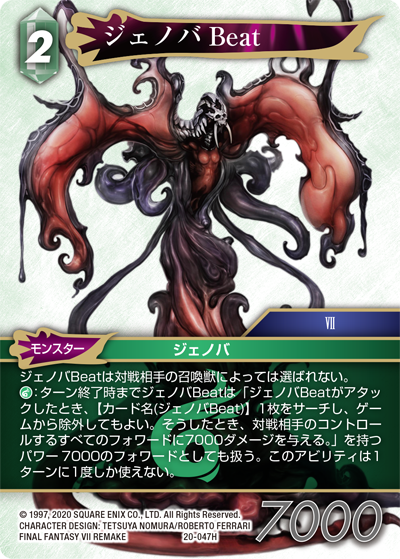 2
ジェノバ Beat
VII
モンスター
ジェノバ
ジェノバBeatは対戦相手の召喚獣によっては選ばれない。
:ターン終了時までジェノバBeatは「ジェノバBeatがアタッ
クしたとき、【カード名(ジェノバBeat)】1枚をサーチし、ゲー
ムから除外してもよい。そうしたとき、対戦相手のコントロー
ルするすべてのフォワードに7000ダメージを与える。」を持つ
パワー7000のフォワードとしても扱う。このアビリティは1
ターンに1度しか使えない。
© 1997, 2020 SQUARE ENIX CO., LTD. All Rights Reserved.
CHARACTER DESIGN: TETSUYA NOMURA/ROBERTO FERRARI
FINAL FANTASY VII REMAKE
20-047H
7000